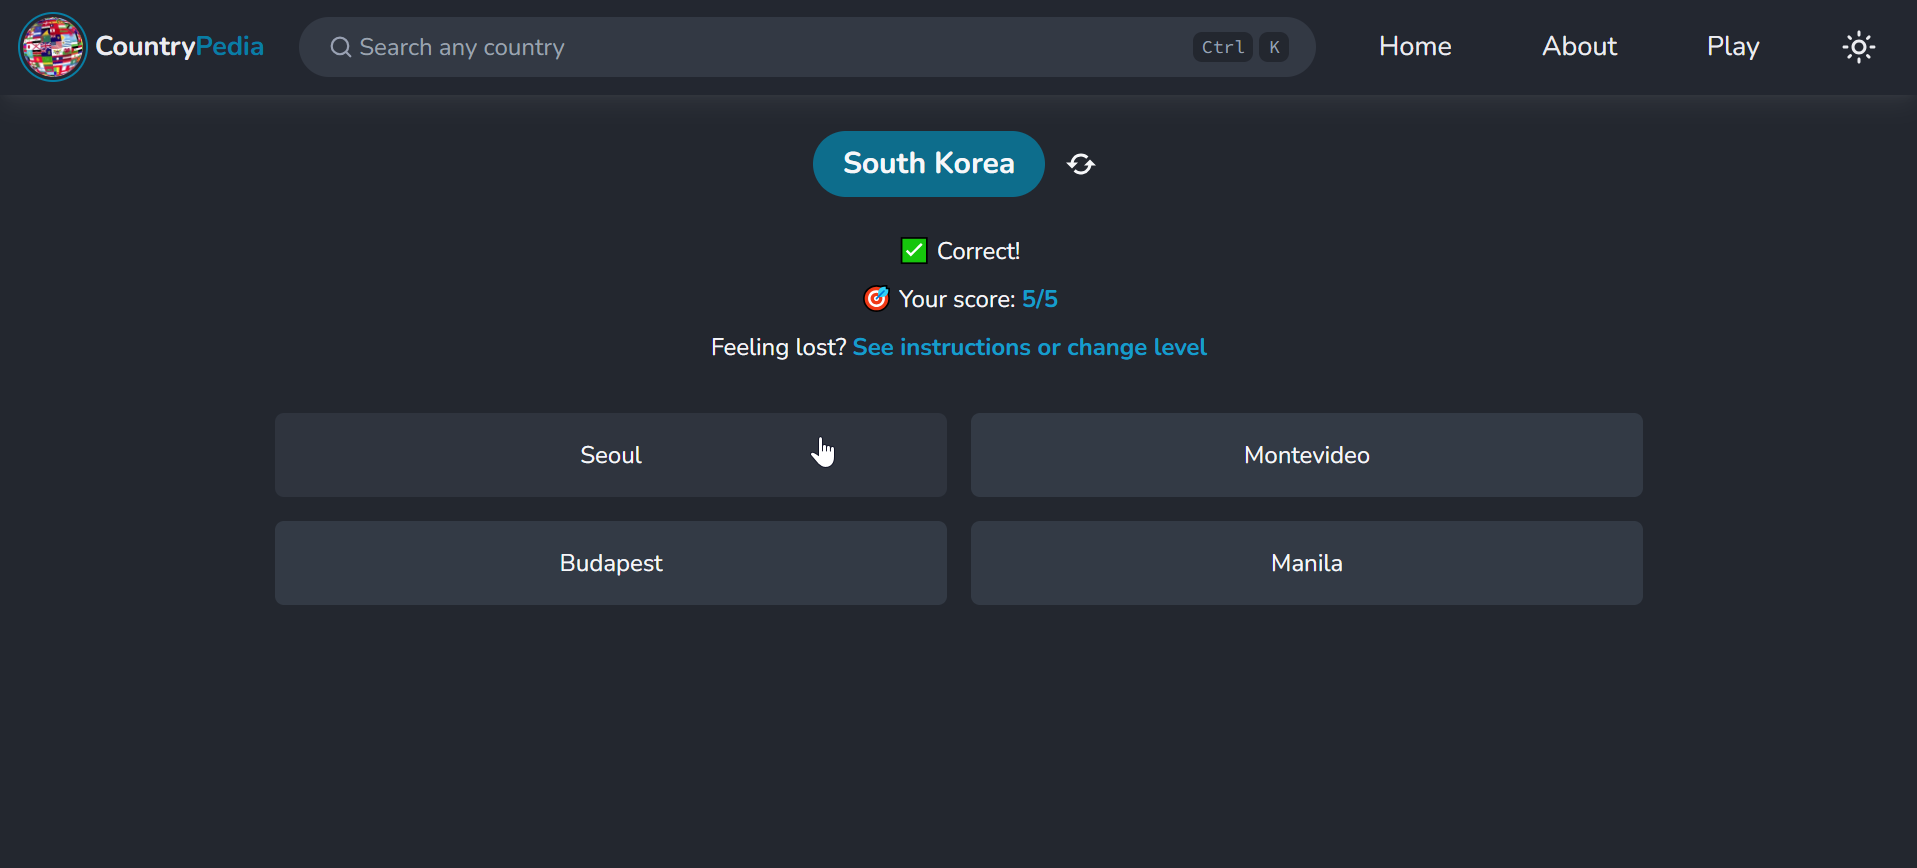 CountryPedia
Search any country
Ctrl K
Home
About
Play
South Korea
Correct!
Your score: 5/5
Feeling lost? See instructions or change level
Seoul
Montevideo
Budapest
Manila